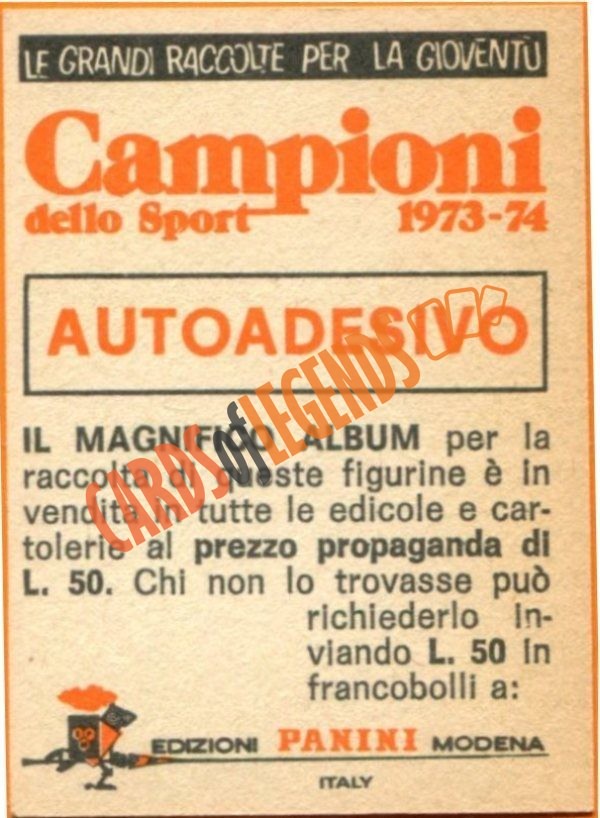 LE GRANDI RACCOLTE PER LA GIOVENTÙ
Campioni
dello Sport 1973-74
AUTOADESIVO
CARDS of LEGENDS
IL MAGNIFICO ALBUM per la
raccolta di queste figurine è in
vendita in tutte le edicole e car-
tolerie al prezzo propaganda di
L. 50. Chi non lo trovasse può
richiederlo in-
viando L. 50 in
francobolli a:
EDIZIONI PANINI MODENA
ITALY